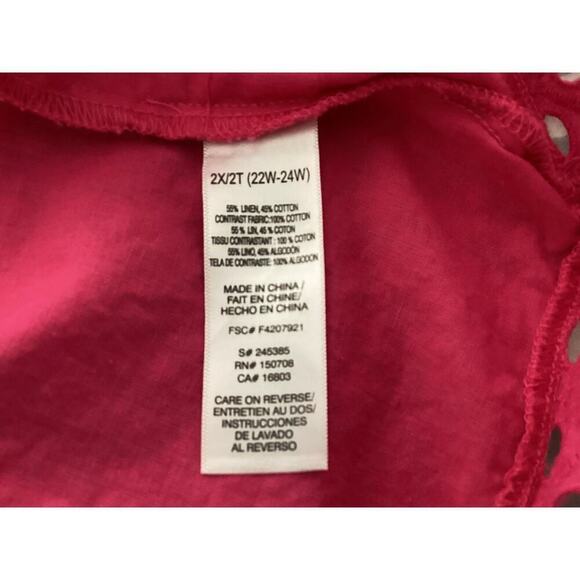 2X/2T (22W-24W)
55% LINEN, 45% COTTON
CONTRAST FABRIC:100% COTTON
55 % LIN, 45 % COTON
TISSU CONTRASTANT : 100 % COTON
55% LINO, 45% ALGODON
TELA DE CONTRASTE: 100% ALGODON
MADE IN CHINA /
FAIT EN CHINE/
HECHO EN CHINA
FSC# F4207921
S# 245385
RN# 150708
CA# 16803
CARE ON REVERSE/
ENTRETIEN AU DOS/
INSTRUCCIONES
DE LAVADO
AL REVERSO